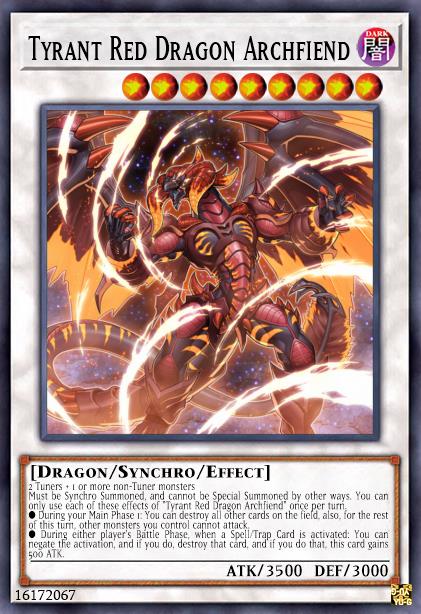 TYRANT RED DRAGON ARCHFIEND
DARK
闇
[DRAGON/SYNCHRO/EFFECT]
2 Tuners + 1 or more non-Tuner monsters
Must be Synchro Summoned, and cannot be Special Summoned by other ways. You can
only use each of these effects of "Tyrant Red Dragon Archfiend" once per turn.
● During your Main Phase 1: You can destroy all other cards on the field, also, for the rest
of this turn, other monsters you control cannot attack.
● During either player's Battle Phase, when a Spell/Trap Card is activated: You can
negate the activation, and if you do, destroy that card, and if you do that, this card gains
500 ATK.
ATK/3500 DEF/3000
16172067